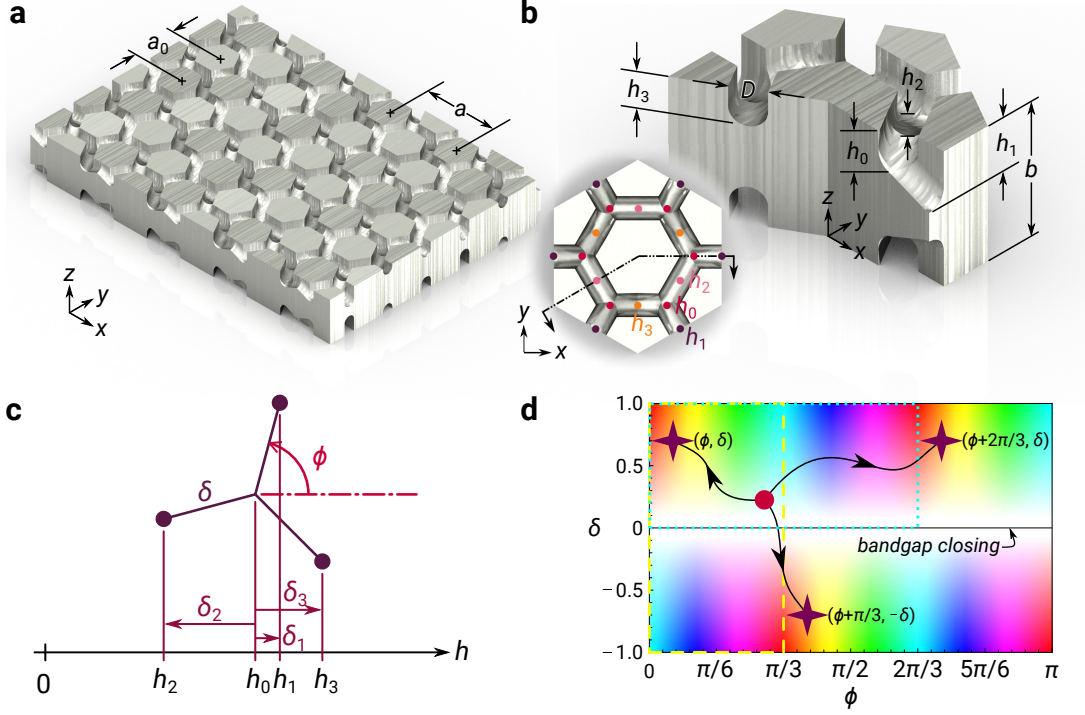 a
a₀
a
z
y
x
b
h₃
D
h₂
h₀
h₁
b
z
y
x
h₂
h₀
h₃
h₁
y
x
c
ϕ
δ
δ₃
δ₂
δ₁
0
h₂
h₀
h₁
h₃
h
d
1.0
0.5
0
−0.5
−1.0
δ
(ϕ, δ)
(ϕ+2π/3, δ)
bandgap closing
(ϕ+π/3, -δ)
0
π/6
π/3
π/2
2π/3
5π/6
π
ϕ